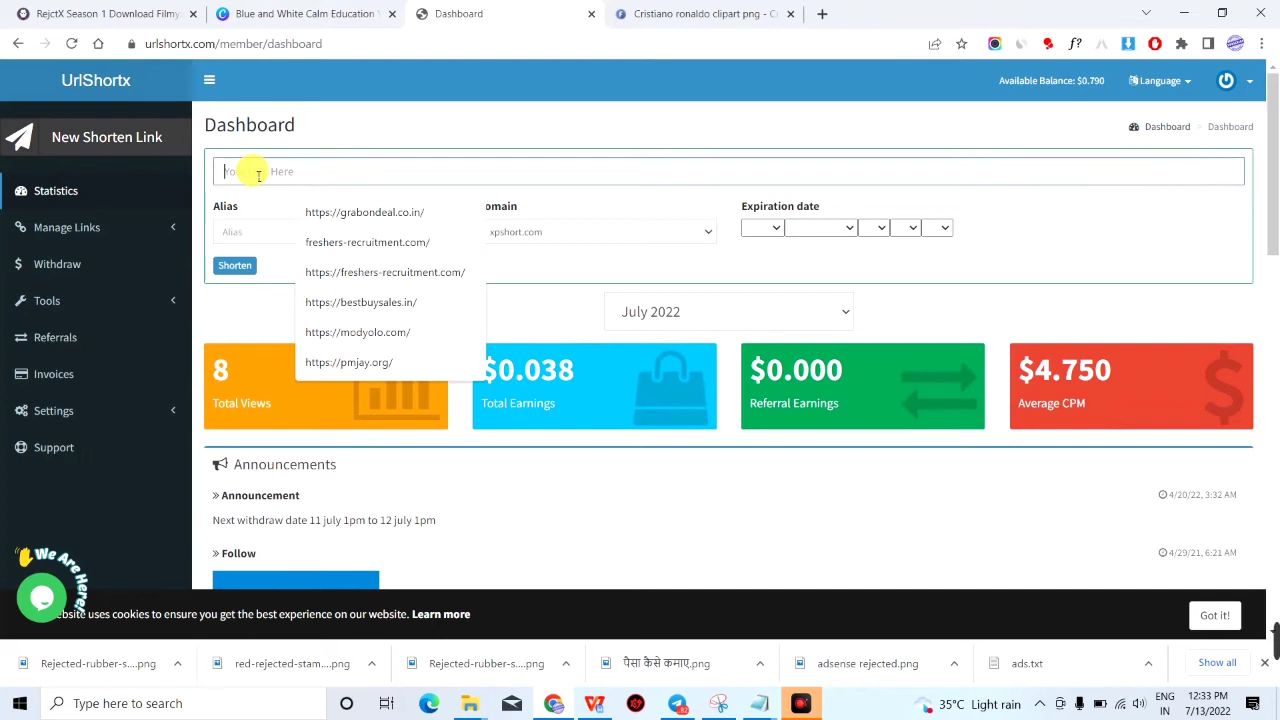 RejctX - Season 1 Download Filmy
Blue and Calm Education
Dashboard
Cristiano ronaldo clipart png -
urlshortx.com/member/dashboard
UrlShortx
Available Balance: $0.790
Language
New Shorten Link
Dashboard
Dashboard > Dashboard
Here
Statistics
Alias
omain
Expiration date
https://grabondeal.co.in/
Manage Links
Alias
xpshort.com
freshers-recruitment.com/
Withdraw
Shorten
https://freshers-recruitment.com/
Tools
https://bestbuysales.in/
July 2022
Referrals
https://modyolo.com/
Invoices
https://pmjay.org/
8
$0.038
$0.000
$4.750
Total Views
Total Earnings
Referral Earnings
Average CPM
Settings
Support
Announcements
» Announcement
4/20/22, 3:32 AM
Next withdraw date 11 july 1pm to 12 july 1pm
» Follow
4/29/21, 6:21 AM
We Are Here!
ebsite uses cookies to ensure you get the best experience on our website. Learn more
Got it!
Rejected-rubber-s....png
red-rejected-stam....png
Rejected-rubber-s....png
पैसा कैसे कमाए.png
adsense rejected.png
ads.txt
Show all
Type here to search
82
35°C Light rain
ENG
IN
12:33 PM
7/13/2022